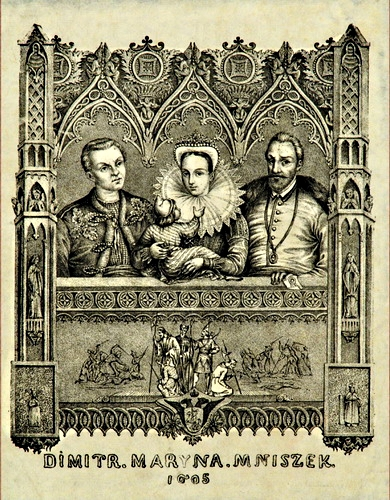 DIMITR. MARYNA. MNISZEK.
1605